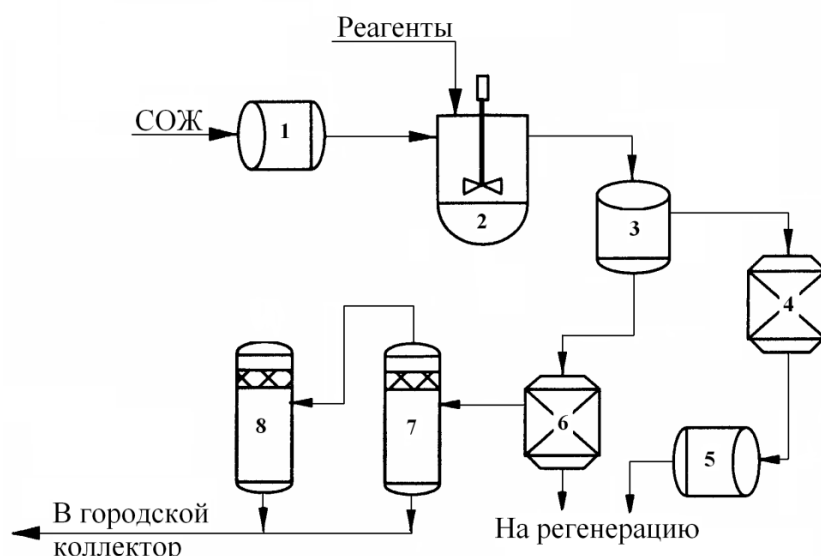 Реагенты
СОЖ
1
2
3
4
8
7
6
5
На регенерацию
В городской
коллектор